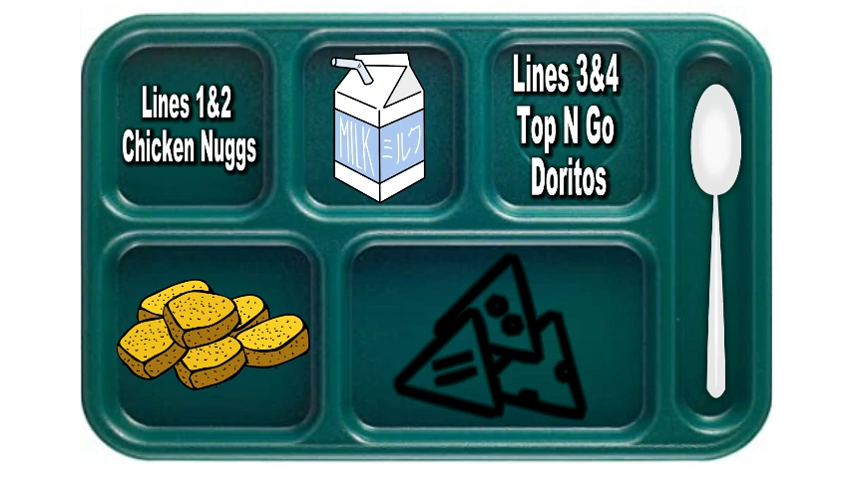 Lines 1&2
Chicken Nuggs
MILK ミルク
Lines 3&4
Top N Go
Doritos